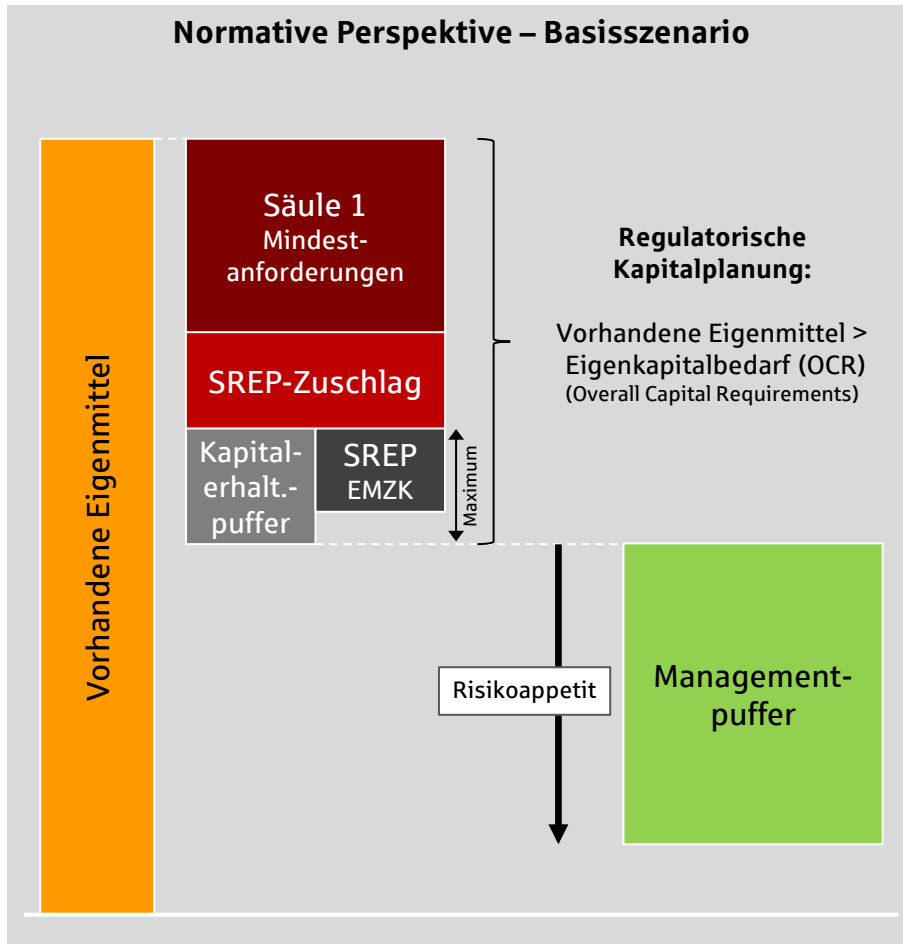 Normative Perspektive – Basisszenario
Vorhandene Eigenmittel
Säule 1
Mindest-
anforderungen
SREP-Zuschlag
Kapital-
erhalt.-
puffer
SREP
EMZK
Maximum
Regulatorische
Kapitalplanung:
Vorhandene Eigenmittel >
Eigenkapitalbedarf (OCR)
(Overall Capital Requirements)
Risikoappetit
Management-
puffer